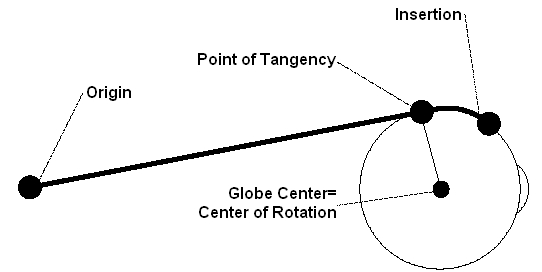 Insertion
Point of Tangency
Origin
Globe Center=
Center of Rotation